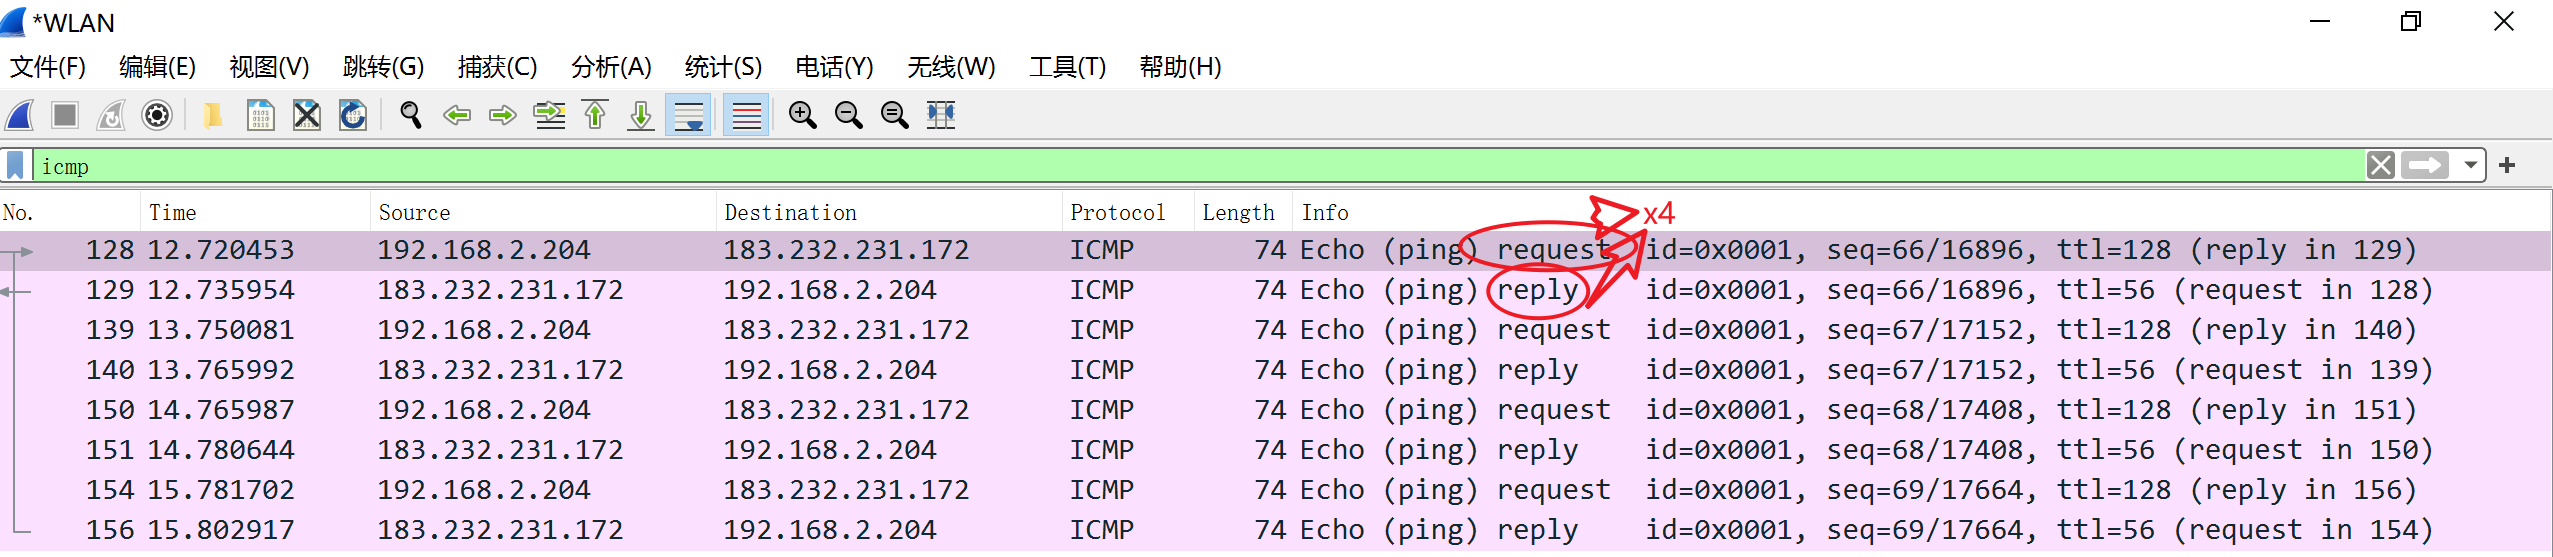 *WLAN
文件(F) 编辑(E) 视图(V) 跳转(G) 捕获(C) 分析(A) 统计(S) 电话(Y) 无线(W) 工具(T) 帮助(H)
icmp
No. Time Source Destination Protocol Length Info
x4
128 12.720453 192.168.2.204 183.232.231.172 ICMP 74 Echo (ping) request id=0x0001, seq=66/16896, ttl=128 (reply in 129)
129 12.735954 183.232.231.172 192.168.2.204 ICMP 74 Echo (ping) reply id=0x0001, seq=66/16896, ttl=56 (request in 128)
139 13.750081 192.168.2.204 183.232.231.172 ICMP 74 Echo (ping) request id=0x0001, seq=67/17152, ttl=128 (reply in 140)
140 13.765992 183.232.231.172 192.168.2.204 ICMP 74 Echo (ping) reply id=0x0001, seq=67/17152, ttl=56 (request in 139)
150 14.765987 192.168.2.204 183.232.231.172 ICMP 74 Echo (ping) request id=0x0001, seq=68/17408, ttl=128 (reply in 151)
151 14.780644 183.232.231.172 192.168.2.204 ICMP 74 Echo (ping) reply id=0x0001, seq=68/17408, ttl=56 (request in 150)
154 15.781702 192.168.2.204 183.232.231.172 ICMP 74 Echo (ping) request id=0x0001, seq=69/17664, ttl=128 (reply in 156)
156 15.802917 183.232.231.172 192.168.2.204 ICMP 74 Echo (ping) reply id=0x0001, seq=69/17664, ttl=56 (request in 154)